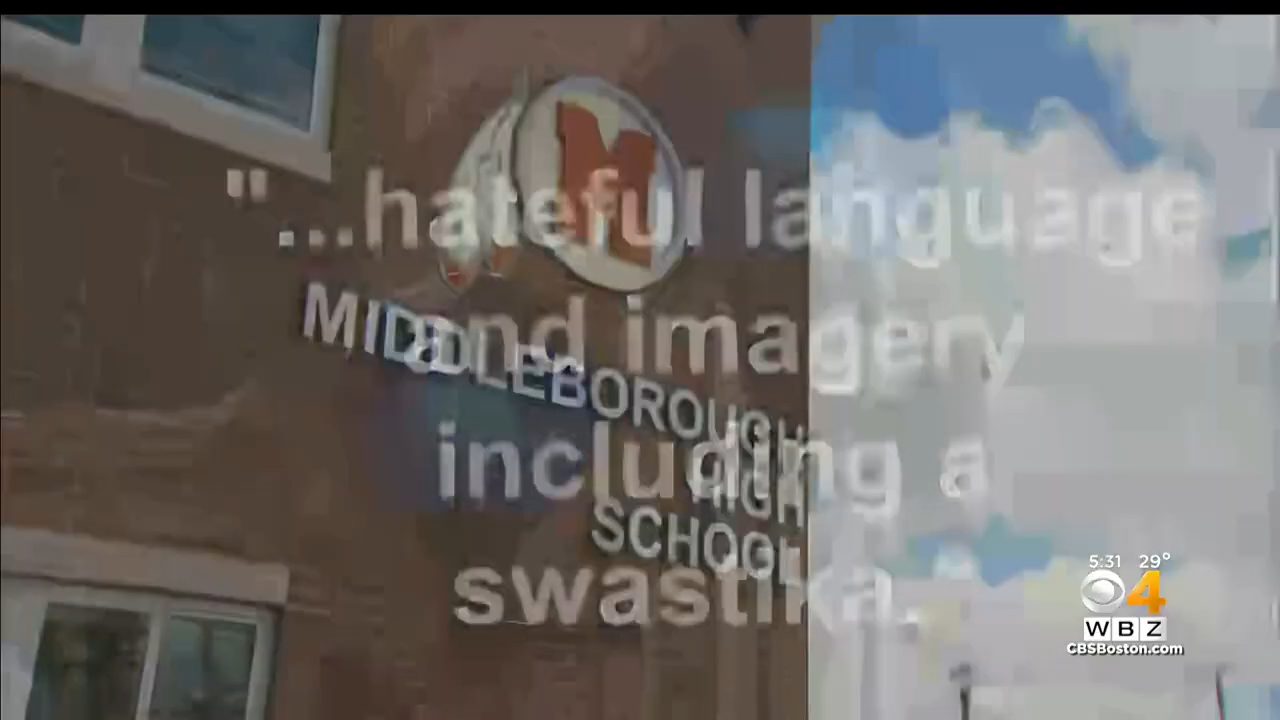 M
"...hateful language
MIDDLEBOROUGH
and imagery
including a
HIGH
SCHOOL
swastika.
5:31 29°
4
WBZ
CBSBoston.com